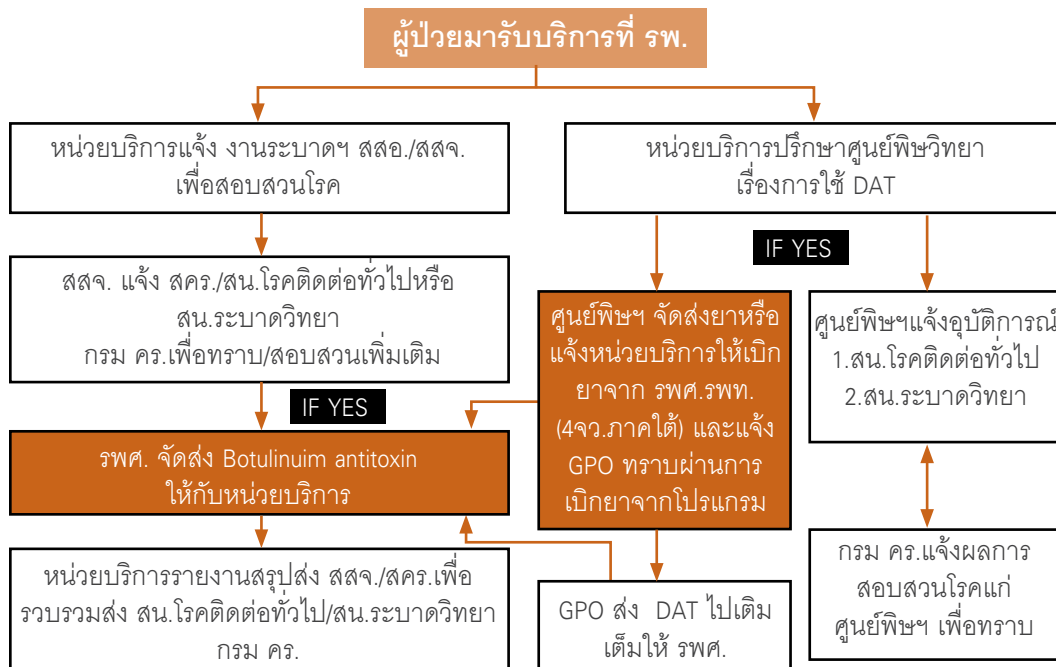 ผู้ป่วยมารับบริการที่ รพ.
หน่วยบริการแจ้ง งานระบาดฯ สสอ./สสจ.
เพื่อสอบสวนโรค
หน่วยบริการปรึกษาศูนย์พิษวิทยา
เรื่องการใช้ DAT
IF YES
สสจ. แจ้ง สคร./สน.โรคติดต่อทั่วไปหรือ
สน.ระบาดวิทยา
กรม คร.เพื่อทราบ/สอบสวนเพิ่มเติม
ศูนย์พิษฯ จัดส่งยาหรือ
แจ้งหน่วยบริการให้เบิก
ยาจาก รพศ.รพท.
(4จว.ภาคใต้) และแจ้ง
GPO ทราบผ่านการ
เบิกยาจากโปรแกรม
ศูนย์พิษฯแจ้งอุบัติการณ์
1.สน.โรคติดต่อทั่วไป
2.สน.ระบาดวิทยา
IF YES
รพศ. จัดส่ง Botulinuim antitoxin
ให้กับหน่วยบริการ
หน่วยบริการรายงานสรุปส่ง สสจ./สคร.เพื่อ
รวบรวมส่ง สน.โรคติดต่อทั่วไป/สน.ระบาดวิทยา
กรม คร.
GPO ส่ง DAT ไปเติม
เต็มให้ รพศ.
กรม คร.แจ้งผลการ
สอบสวนโรคแก่
ศูนย์พิษฯ เพื่อทราบ